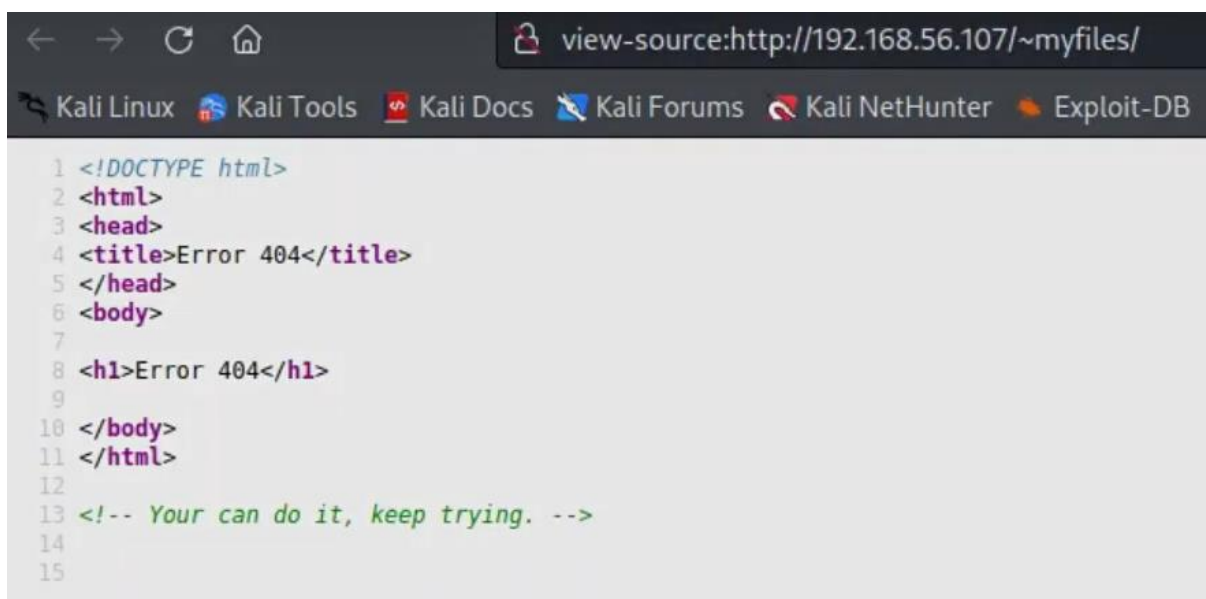 view-source:http://192.168.56.107/~myfiles/
Kali Linux Kali Tools Kali Docs Kali Forums Kali NetHunter Exploit-DB
1 <!DOCTYPE html>
2 <html>
3 <head>
4 <title>Error 404</title>
5 </head>
6 <body>
7
8 <h1>Error 404</h1>
9
10 </body>
11 </html>
12
13 <!-- Your can do it, keep trying. -->
14
15